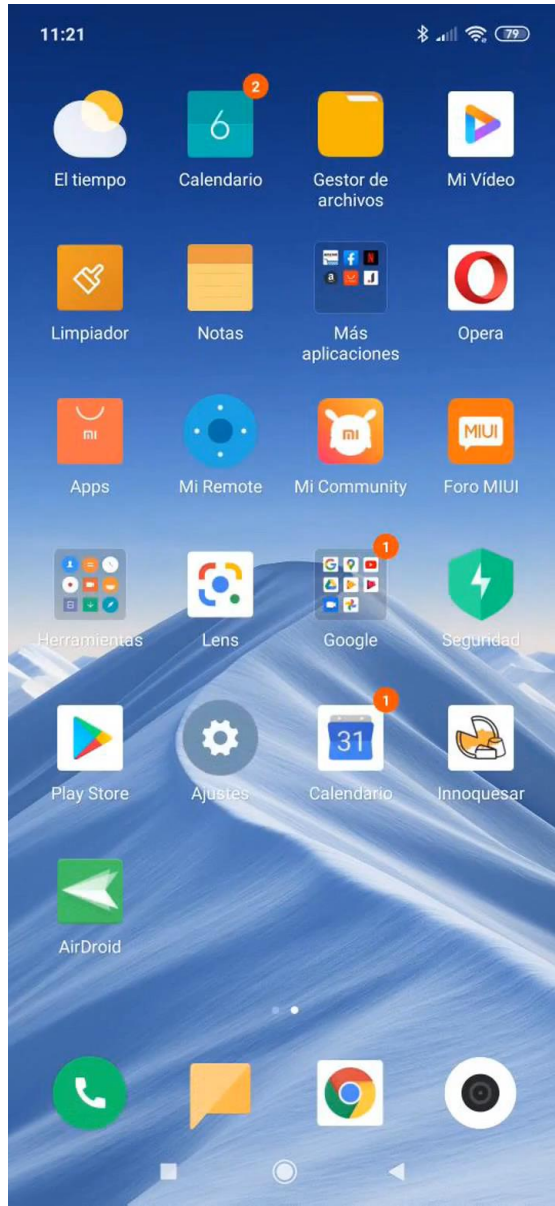 11:21
79
2
6
El tiempo
Calendario
Gestor de
archivos
Mi Vídeo
Limpiador
Notas
Más
aplicaciones
Opera
mi
MIUI
Apps
Mi Remote
Mi Community
Foro MIUI
1
Herramientas
Lens
Google
Seguridad
1
31
Play Store
Ajustes
Calendario
Innoquesar
AirDroid